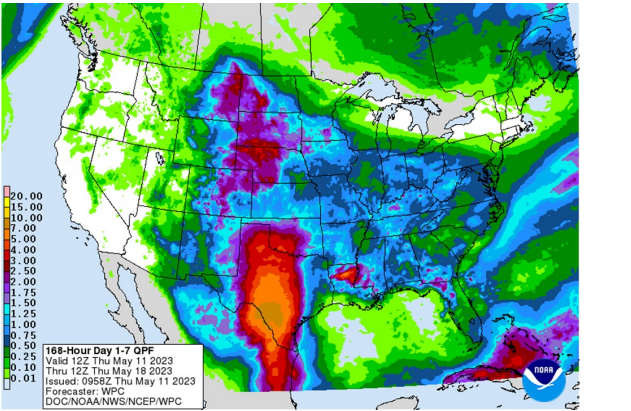 20.00
15.00
10.00
7.00
5.00
4.00
3.00
2.50
2.00
1.75
1.50
1.25
1.00
0.75
0.50
0.25
0.10
0.01
168-Hour Day 1-7 QPF
Valid 12Z Thu May 11 2023
Thru 12Z Thu May 18 2023
Issued: 0958Z Thu May 11 2023
Forecaster: WPC
DOC/NOAA/NWS/NCEP/WPC
NOAA